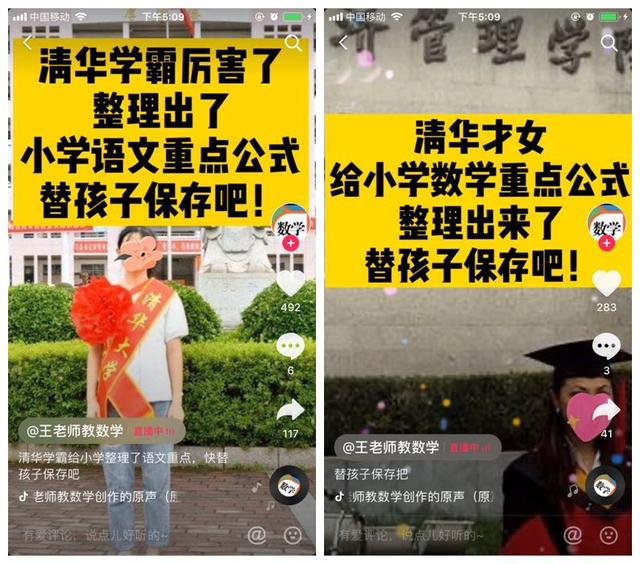 中国移动
下午5:09
清华学霸厉害了
整理出了
小学语文重点公式
替孩子保存吧！
数学
492
清华大学
6
117
@王老师教数学
直播中
清华学霸给小学整理了语文重点，快替
孩子保存吧
老师教数学创作的原声（
数学
有爱评论，说点儿好听的~
@
中国移动
下午5:09
管理学院
清华才女
给小学数学重点公式
整理出来了
替孩子保存吧！
数学
283
3
41
@王老师教数学
直播中
替孩子保存把
老师教数学创作的原声（原
数学
有爱评论，说点儿好听的~
@